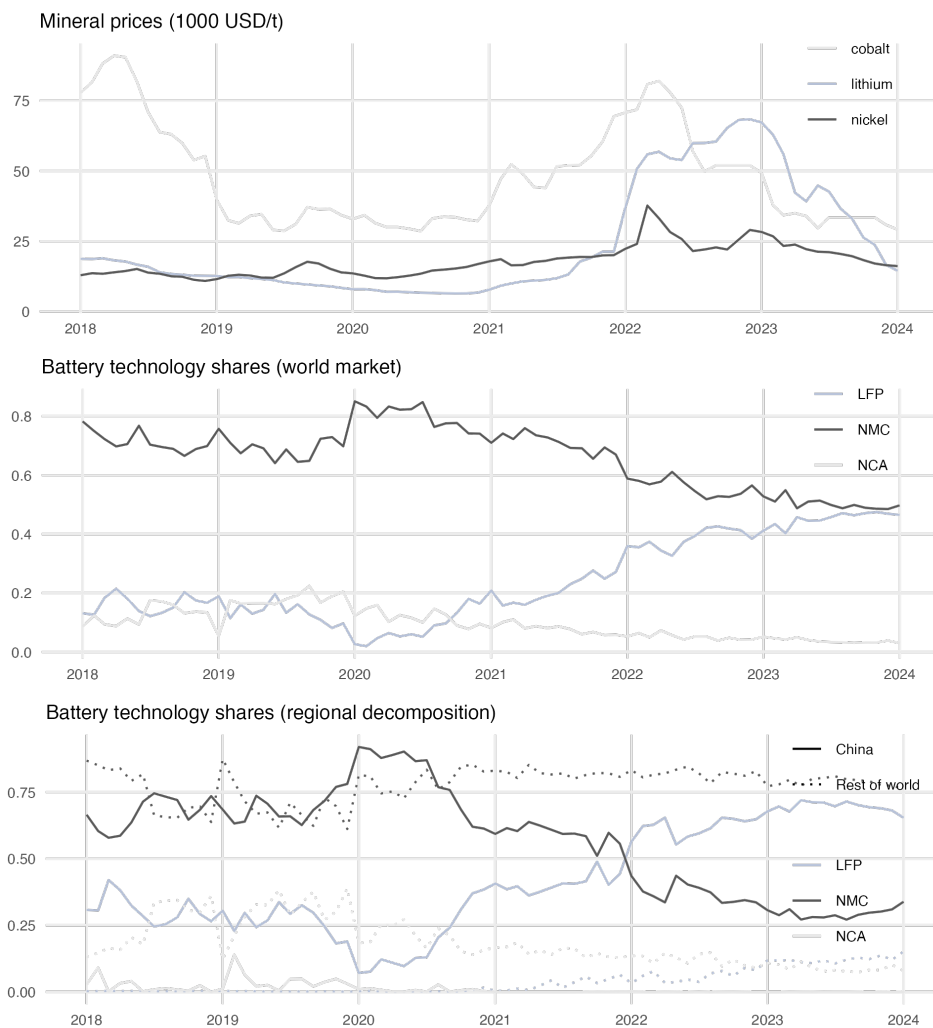 Mineral prices (1000 USD/t)
cobalt
lithium
nickel
75
50
25
0
2018 2019 2020 2021 2022 2023 2024
Battery technology shares (world market)
LFP
NMC
NCA
0.8
0.6
0.4
0.2
0.0
2018 2019 2020 2021 2022 2023 2024
Battery technology shares (regional decomposition)
China
Rest of world
LFP
NMC
NCA
0.75
0.50
0.25
0.00
2018 2019 2020 2021 2022 2023 2024